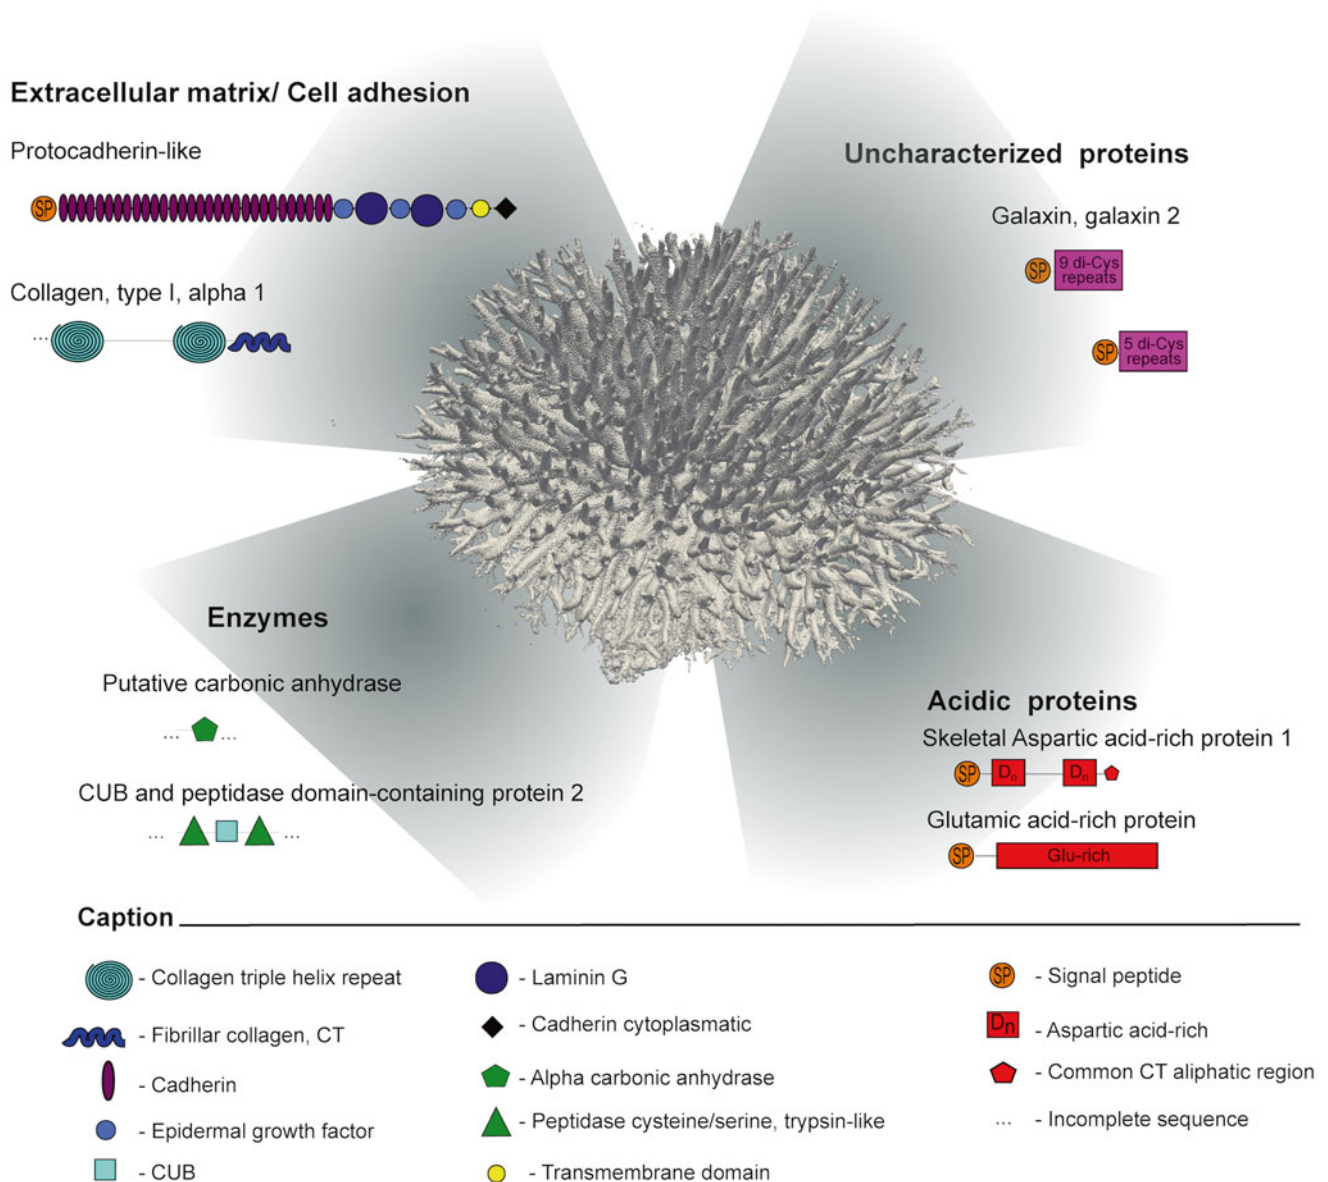 Extracellular matrix/ Cell adhesion
Protocadherin-like
SP
Collagen, type I, alpha 1
...
Uncharacterized proteins
Galaxin, galaxin 2
SP
9 di-Cys
repeats
SP
5 di-Cys
repeats
Enzymes
Putative carbonic anhydrase
... ...
CUB and peptidase domain-containing protein 2
... ...
Acidic proteins
Skeletal Aspartic acid-rich protein 1
SP Dn Dn
Glutamic acid-rich protein
SP Glu-rich
Caption
- Collagen triple helix repeat
- Fibrillar collagen, CT
- Cadherin
- Epidermal growth factor
- CUB
- Laminin G
- Cadherin cytoplasmatic
- Alpha carbonic anhydrase
- Peptidase cysteine/serine, trypsin-like
- Transmembrane domain
SP - Signal peptide
Dn - Aspartic acid-rich
- Common CT aliphatic region
... - Incomplete sequence